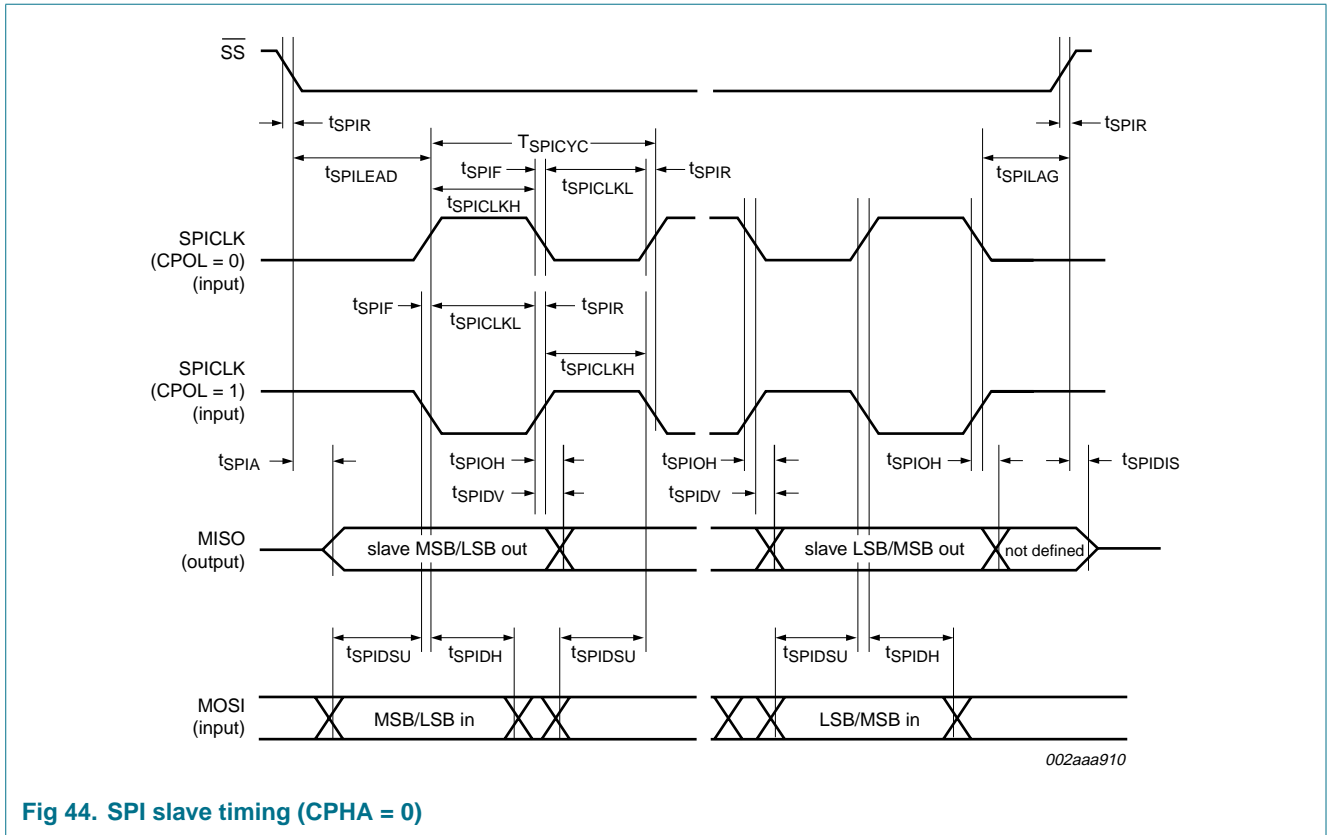 SS
tSPIR
tSPIR
TSPICYC
tSPIF
tSPIR
tSPILEAD
tSPICLKL
tSPILAG
tSPICLKH
SPICLK
(CPOL = 0)
(input)
tSPIF
tSPICLKL
tSPIR
tSPICLKH
SPICLK
(CPOL = 1)
(input)
tSPIA
tSPIOH
tSPIOH
tSPIOH
tSPIDIS
tSPIDV
tSPIDV
MISO
(output)
slave MSB/LSB out
slave LSB/MSB out
not defined
tSPIDSU
tSPIDH
tSPIDSU
tSPIDSU
tSPIDH
MOSI
(input)
MSB/LSB in
LSB/MSB in
002aaa910
Fig 44. SPI slave timing (CPHA = 0)